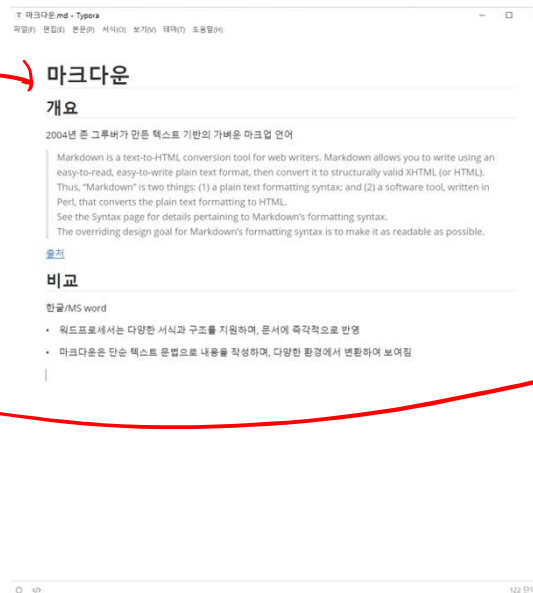 마크다운.md - Typora
파일(F) 편집(E) 본문(P) 서식(O) 보기(V) 테마(T) 도움말(H)
마크다운
개요
2004년 존 그루버가 만든 텍스트 기반의 가벼운 마크업 언어
Markdown is a text-to-HTML conversion tool for web writers. Markdown allows you to write using an
easy-to-read, easy-to-write plain text format, then convert it to structurally valid XHTML (or HTML).
Thus, “Markdown” is two things: (1) a plain text formatting syntax; and (2) a software tool, written in
Perl, that converts the plain text formatting to HTML.
See the Syntax page for details pertaining to Markdown’s formatting syntax.
The overriding design goal for Markdown’s formatting syntax is to make it as readable as possible.
출처
비교
한글/MS word
• 워드프로세서는 다양한 서식과 구조를 지원하며, 문서에 즉각적으로 반영
• 마크다운은 단순 텍스트 문법으로 내용을 작성하며, 다양한 환경에서 변환하여 보여짐
</> 122 단어